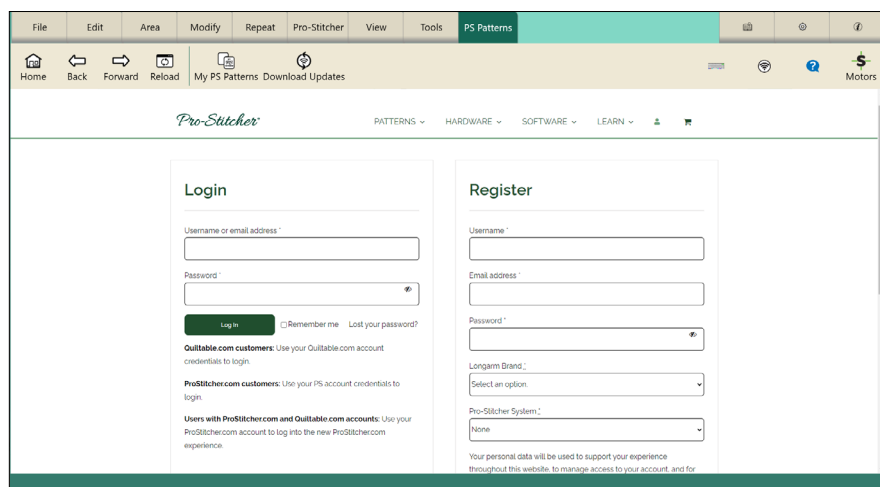 File Edit Area Modify Repeat Pro-Stitcher View Tools PS Patterns
Home Back Forward Reload My PS Patterns Download Updates Motors
Pro-Stitcher PATTERNS HARDWARE SOFTWARE LEARN
Login
Username or email address *
Password *
Log in Remember me Lost your password?
Quiltable.com customers: Use your Quiltable.com account
credentials to login.
ProStitcher.com customers: Use your PS account credentials to
login.
Users with ProStitcher.com and Quiltable.com accounts: Use your
ProStitcher.com account to log into the new ProStitcher.com
experience.
Register
Username *
Email address *
Password *
Longarm Brand *
Select an option.
Pro-Stitcher System *
None
Your personal data will be used to support your experience
throughout this website, to manage access to your account, and for